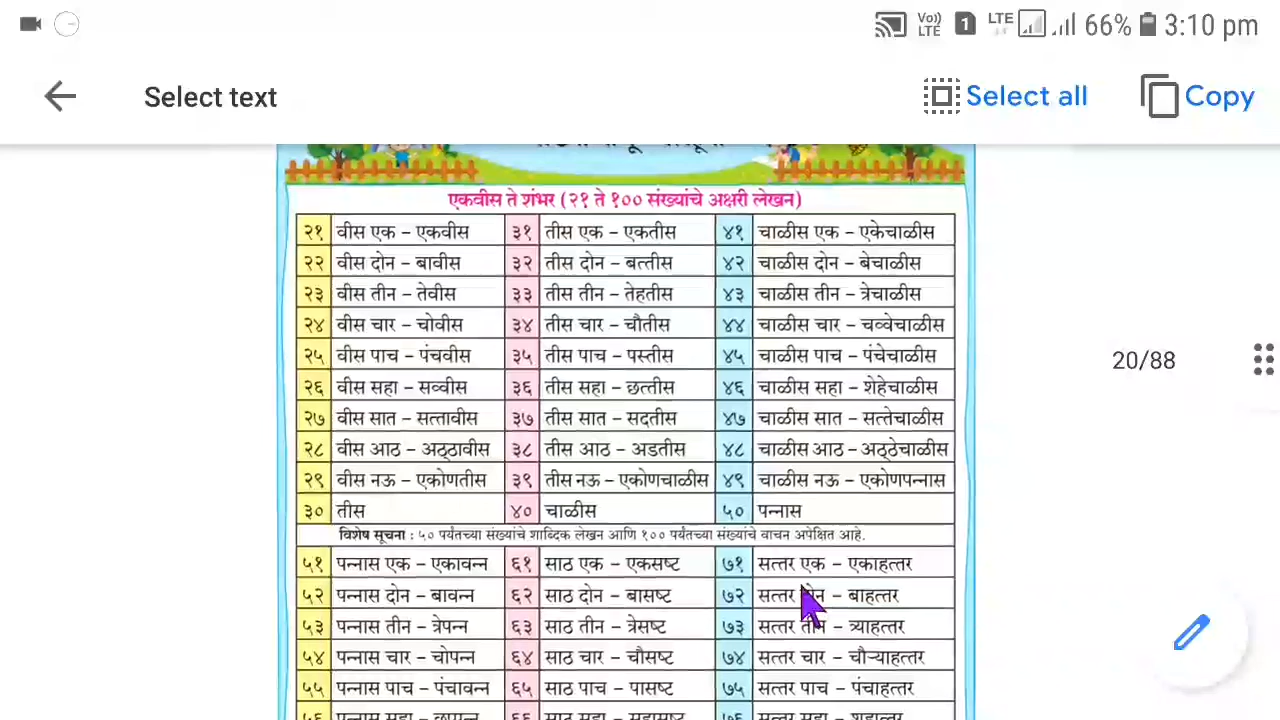 66% 3:10 pm
Select text
Select all
Copy
एकवीस ते शंभर (२१ ते १०० संख्यांचे अक्षरी लेखन)
२१ वीस एक – एकवीस ३१ तीस एक – एकतीस ४१ चाळीस एक – एकेचाळीस
२२ वीस दोन – बावीस ३२ तीस दोन – बत्तीस ४२ चाळीस दोन – बेचाळीस
२३ वीस तीन – तेवीस ३३ तीस तीन – तेहतीस ४३ चाळीस तीन – त्रेचाळीस
२४ वीस चार – चोवीस ३४ तीस चार – चौतीस ४४ चाळीस चार – चव्वेचाळीस
२५ वीस पाच – पंचवीस ३५ तीस पाच – पस्तीस ४५ चाळीस पाच – पंचेचाळीस
२६ वीस सहा – सव्वीस ३६ तीस सहा – छत्तीस ४६ चाळीस सहा – शेहेचाळीस
२७ वीस सात – सत्तावीस ३७ तीस सात – सदतीस ४७ चाळीस सात – सत्तेचाळीस
२८ वीस आठ – अठ्ठावीस ३८ तीस आठ – अडतीस ४८ चाळीस आठ – अठ्ठेचाळीस
२९ वीस नऊ – एकोणतीस ३९ तीस नऊ – एकोणचाळीस ४९ चाळीस नऊ – एकोणपन्नास
३० तीस ४० चाळीस ५० पन्नास
विशेष सूचना : ५० पर्यंतच्या संख्यांचे शाब्दिक लेखन आणि १०० पर्यंतच्या संख्यांचे वाचन अपेक्षित आहे.
५१ पन्नास एक – एकावन्न ६१ साठ एक – एकसष्ट ७१ सत्तर एक – एकाहत्तर
५२ पन्नास दोन – बावन्न ६२ साठ दोन – बासष्ट ७२ सत्तर – बाहत्तर
५३ पन्नास तीन – त्रेपन्न ६३ साठ तीन – त्रेसष्ट ७३ सत्तर तीन – त्र्याहत्तर
५४ पन्नास चार – चोपन्न ६४ साठ चार – चौसष्ट ७४ सत्तर चार – चौऱ्याहत्तर
५५ पन्नास पाच – पंचावन्न ६५ साठ पाच – पासष्ट ७५ सत्तर पाच – पंचाहत्तर
20/88